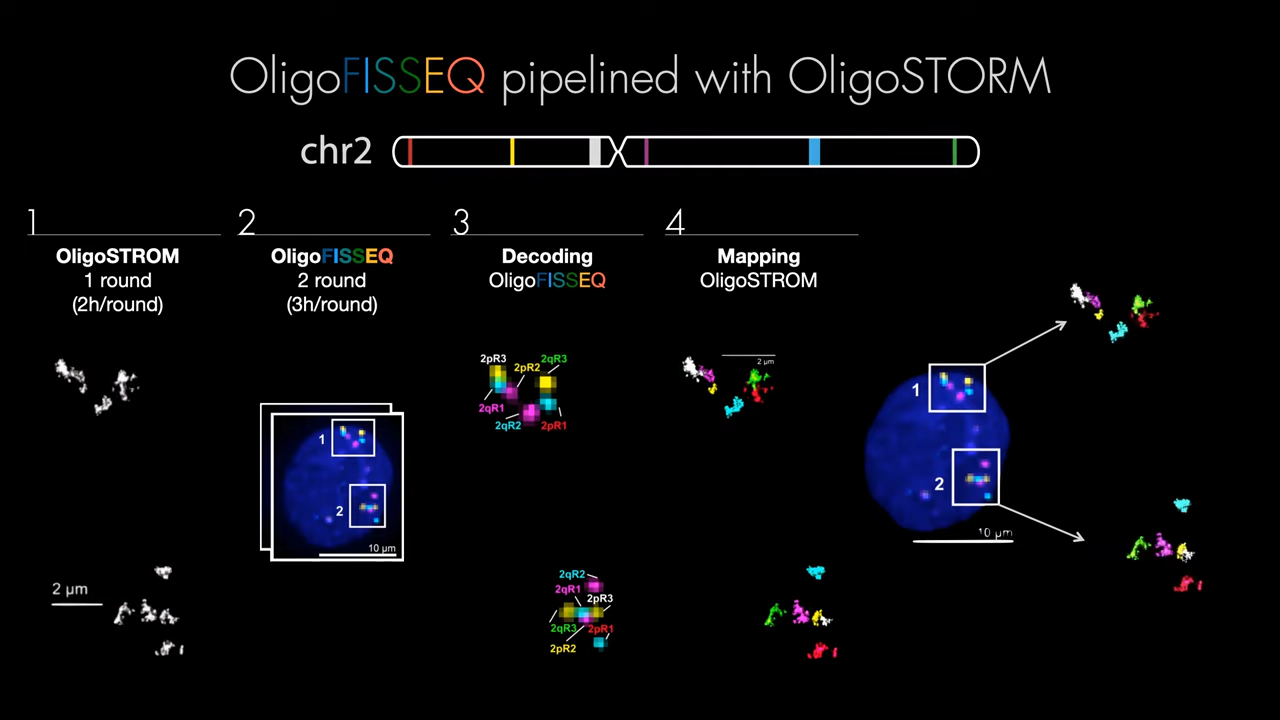 OligoFISSEQ pipelined with OligoSTORM
chr2
1
OligoSTROM
1 round
(2h/round)
2
OligoFISSEQ
2 round
(3h/round)
3
Decoding
OligoFISSEQ
4
Mapping
OligoSTROM
2 μm
1
2
10 μm
2pR3
2qR3
2pR2
2qR1
2qR2
2pR1
2qR2
2qR1
2pR3
2qR3
2pR1
2pR2
2 μm
1
2
10 μm